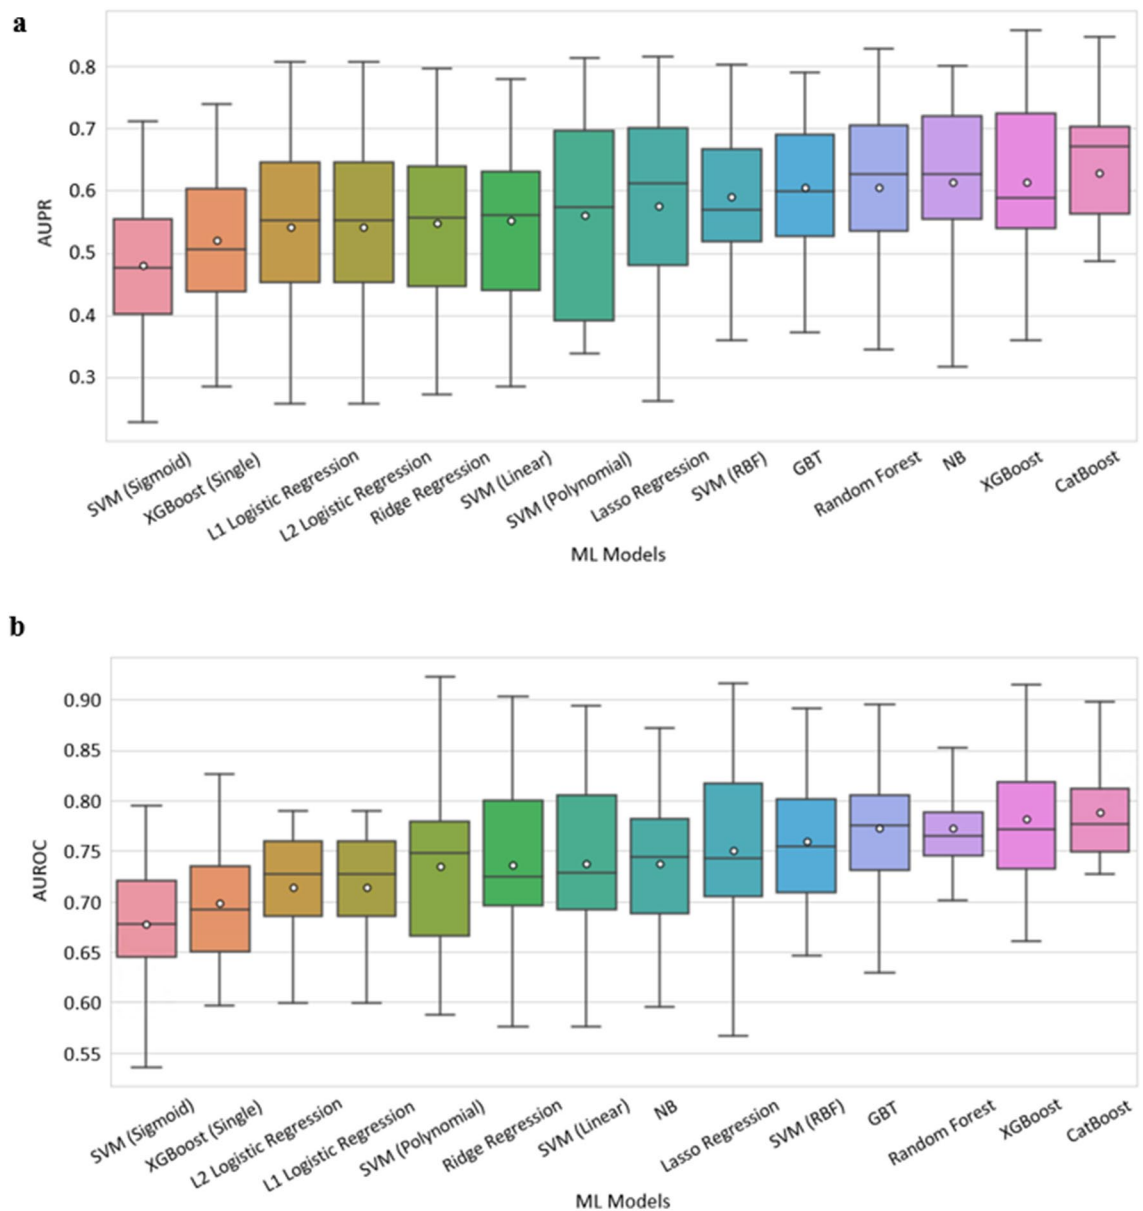 a
0.8
0.7
0.6
0.5
0.4
0.3
AUPR
SVM (Sigmoid)
XGBoost (Single)
L1 Logistic Regression
L2 Logistic Regression
Ridge Regression
SVM (Linear)
SVM (Polynomial)
Lasso Regression
SVM (RBF)
GBT
Random Forest
NB
XGBoost
CatBoost
ML Models
b
0.90
0.85
0.80
0.75
0.70
0.65
0.60
0.55
AUROC
SVM (Sigmoid)
XGBoost (Single)
L2 Logistic Regression
L1 Logistic Regression
SVM (Polynomial)
Ridge Regression
SVM (Linear)
NB
Lasso Regression
SVM (RBF)
GBT
Random Forest
XGBoost
CatBoost
ML Models